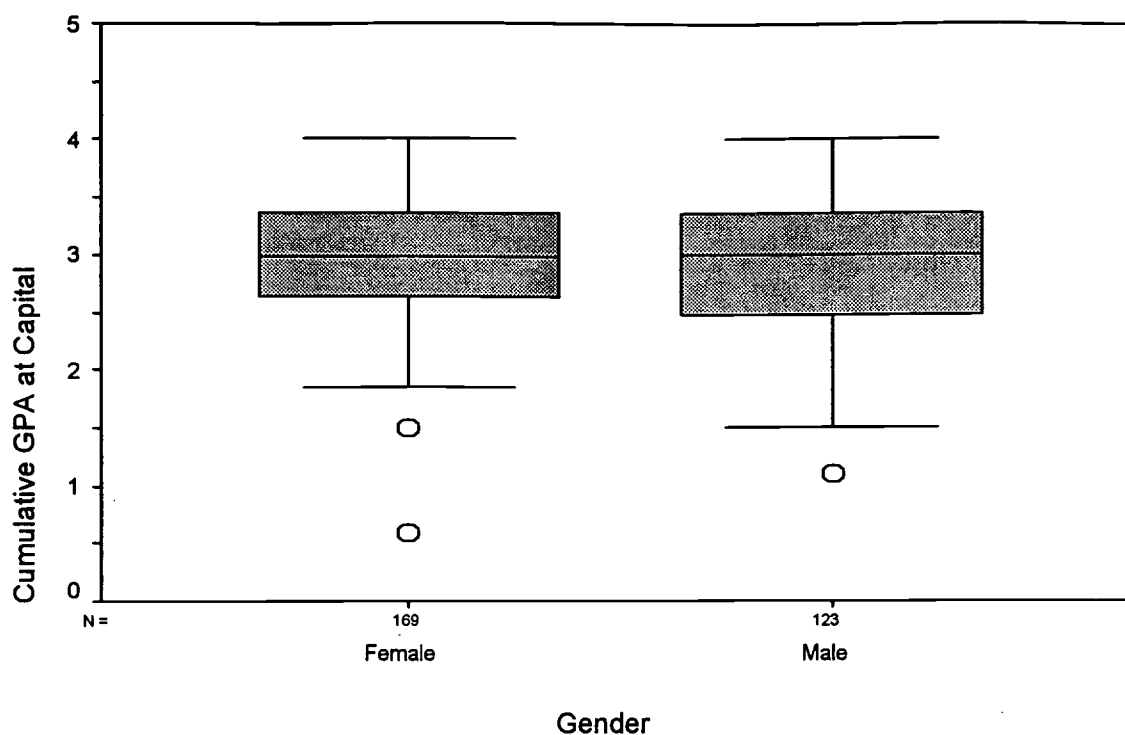 Cumulative GPA at Capital
5
4
3
2
1
0
N =
169
123
Female
Male
Gender